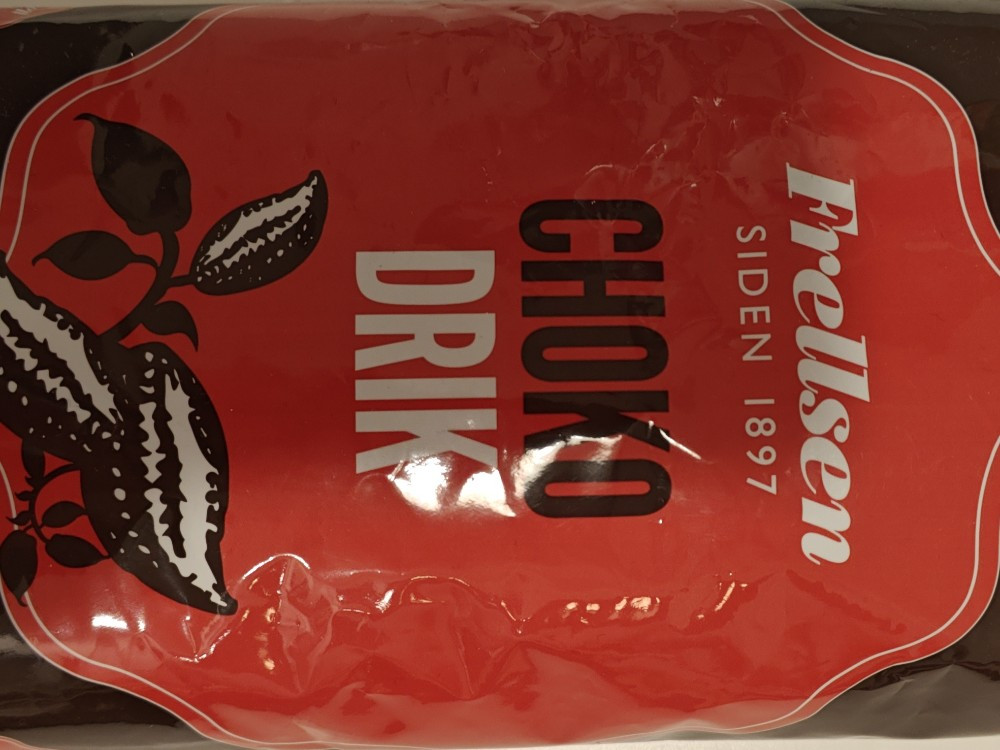 Frellsen
SIDEN 1897
CHOKO
DRIK